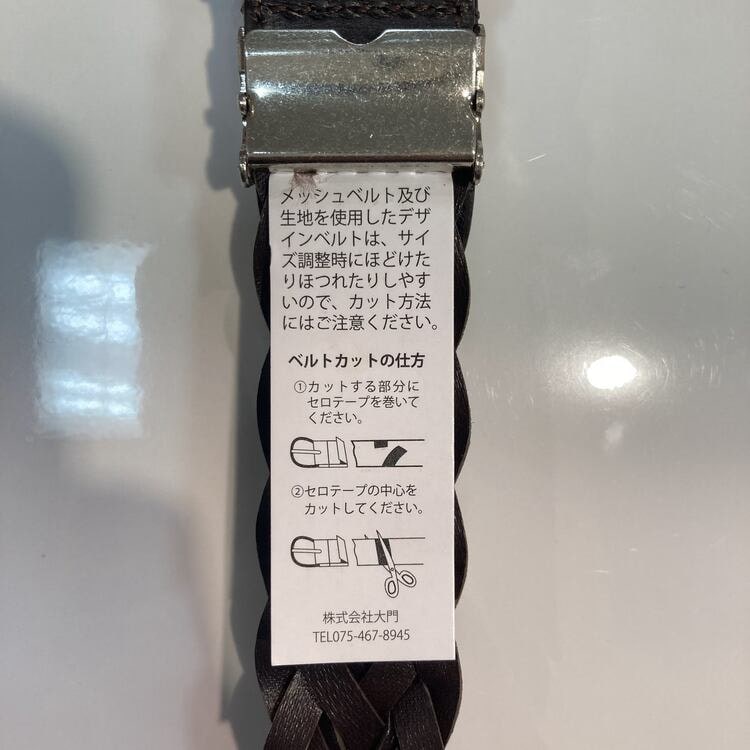 メッシュベルト及び
生地を使用したデザ
インベルトは、サイ
ズ調整時にほどけた
りほつれたりしやす
いので、カット方法
にはご注意ください。
ベルトカットの仕方
①カットする部分に
セロテープを巻いて
ください。
②セロテープの中心を
カットしてください。
株式会社大門
TEL075-467-8945